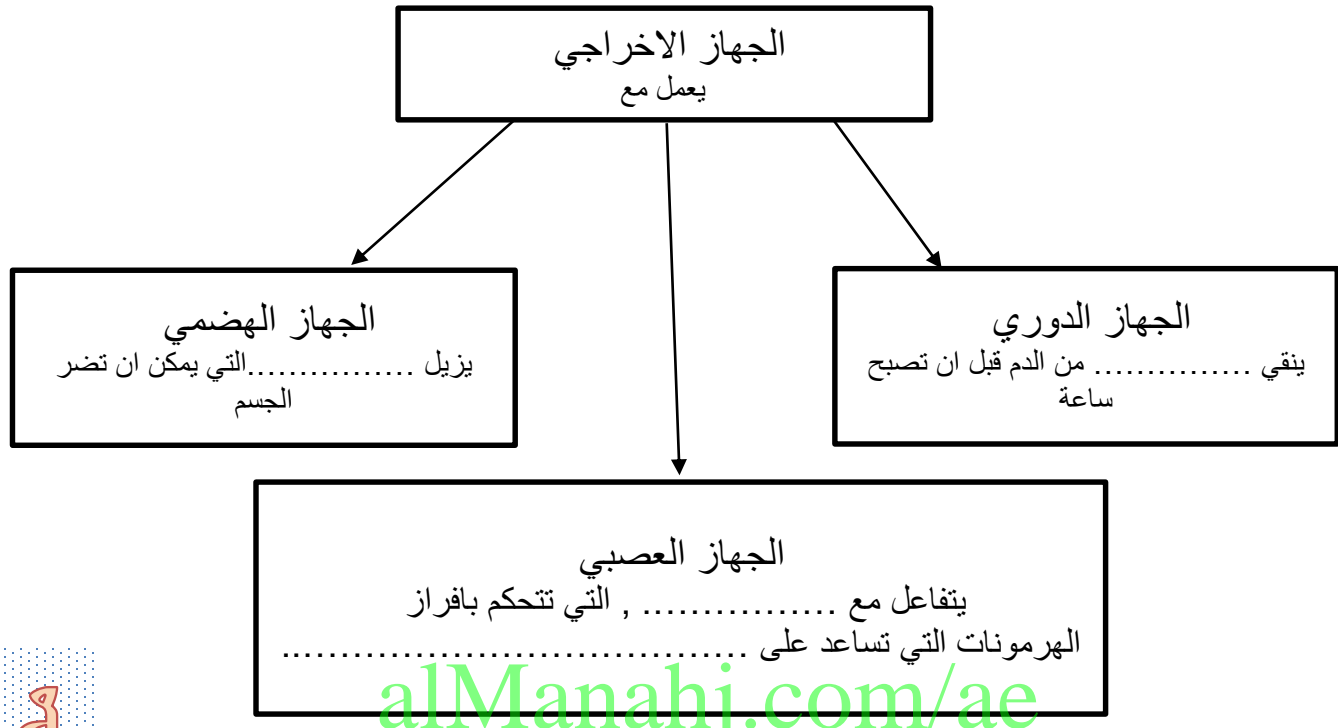 الجهاز الاخراجي
يعمل مع
الجهاز الدوري
ينقي ............... من الدم قبل ان تصبح
ساعة
الجهاز الهضمي
يزيل ................التي يمكن ان تضر
الجسم
الجهاز العصبي
يتفاعل مع ................. , التي تتحكم بافراز
الهرمونات التي تساعد على ........................................
alManahj.com/ae